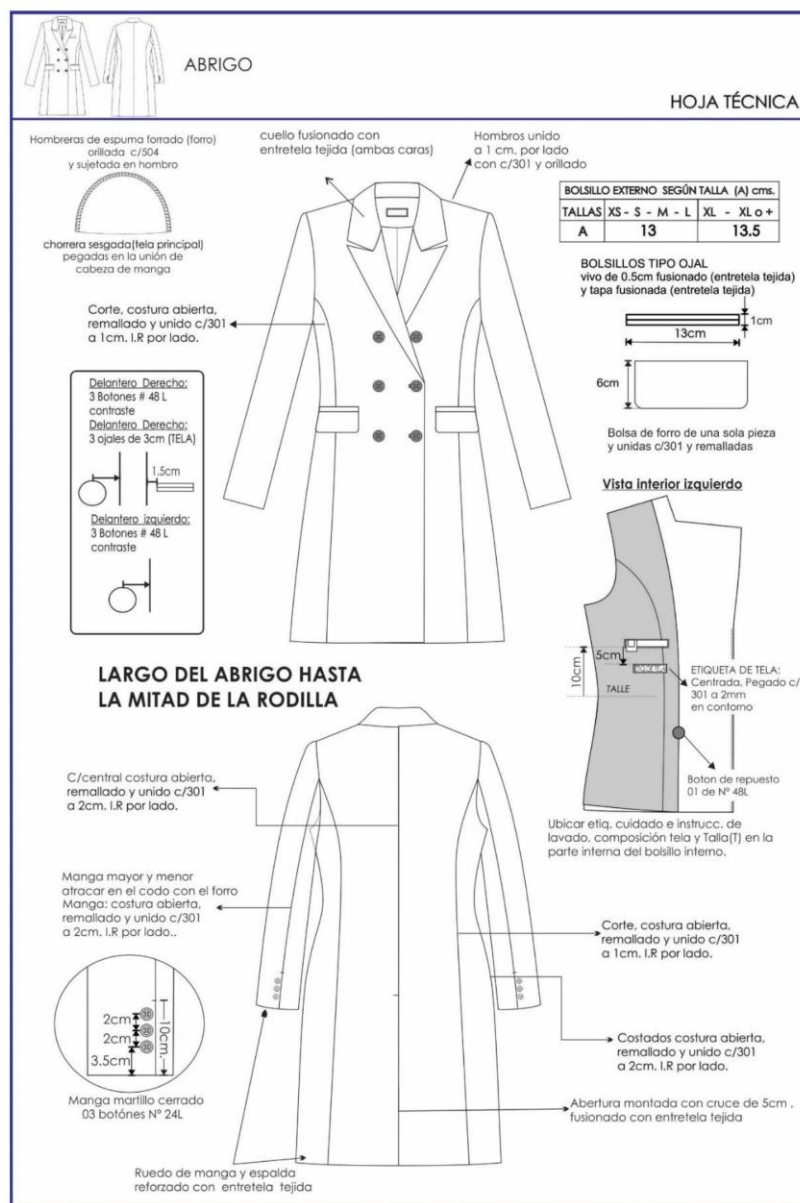 ABRIGO
HOJA TÉCNICA
Hombreras de espuma forrado (forro)
orillada c/504
y sujetada en hombro
chorrera sesgada(tela principal)
pegadas en la unión de
cabeza de manga
cuello fusionado con
entretela tejida (ambas caras)
Hombros unido
a 1 cm. por lado
con c/301 y orillado
BOLSILLO EXTERNO SEGÚN TALLA (A) cms.
TALLAS XS - S - M - L XL - XL o +
A 13 13.5
BOLSILLOS TIPO OJAL
vivo de 0.5cm fusionado (entretela tejida)
y tapa fusionada (entretela tejida)
1cm
13cm
6cm
Bolsa de forro de una sola pieza
y unidas c/301 y remalladas
Corte, costura abierta,
remallado y unido c/301
a 1cm. I.R por lado.
Delantero Derecho:
3 Botones # 48 L
contraste
Delantero Derecho:
3 ojales de 3cm (TELA)
1.5cm
Delantero izquierdo:
3 Botones # 48 L
contraste
Vista interior izquierdo
5cm
10cm
TALLE
ETIQUETA DE TELA:
Centrada, Pegado c/
301 a 2mm
en contorno
Boton de repuesto
01 de Nº 48L
Ubicar etiq. cuidado e instrucc. de
lavado, composición tela y Talla(T) en la
parte interna del bolsillo interno.
LARGO DEL ABRIGO HASTA
LA MITAD DE LA RODILLA
C/central costura abierta,
remallado y unido c/301
a 2cm. I.R por lado.
Manga mayor y menor
atracar en el codo con el forro
Manga: costura abierta,
remallado y unido c/301
a 2cm. I.R por lado..
2cm
2cm
3.5cm
10cm.
Manga martillo cerrado
03 botónes Nº 24L
Corte, costura abierta,
remallado y unido c/301
a 1cm. I.R por lado.
Costados costura abierta,
remallado y unido c/301
a 2cm. I.R por lado.
Abertura montada con cruce de 5cm ,
fusionado con entretela tejida
Ruedo de manga y espalda
reforzado con entretela tejida